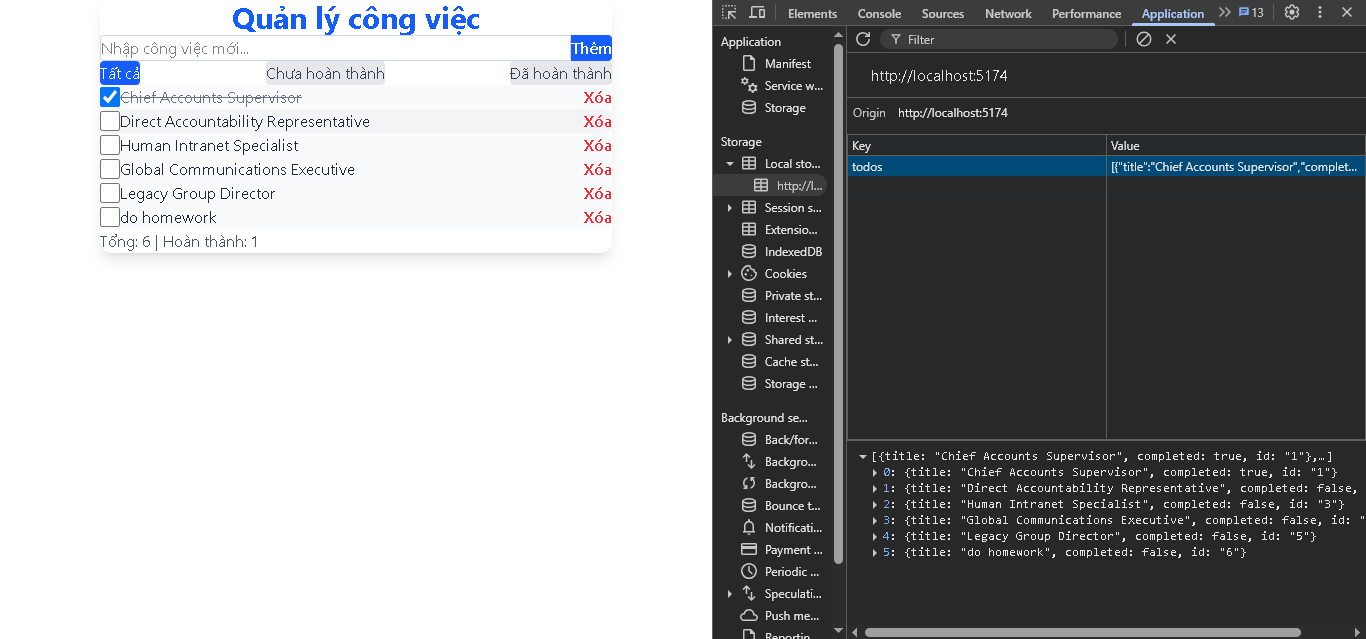 Quản lý công việc
Nhập công việc mới...
Thêm
Tất cả
Chưa hoàn thành
Đã hoàn thành
Chief Accounts Supervisor
Xóa
Direct Accountability Representative
Xóa
Human Intranet Specialist
Xóa
Global Communications Executive
Xóa
Legacy Group Director
Xóa
do homework
Xóa
Tổng: 6 | Hoàn thành: 1
Elements
Console
Sources
Network
Performance
Application
13
Application
Manifest
Service w...
Storage
Storage
Local sto...
http://l...
Session s...
Extensio...
IndexedDB
Cookies
Private st...
Interest ...
Shared st...
Cache st...
Storage ...
Background se...
Back/for...
Backgro...
Backgro...
Bounce t...
Notificati...
Payment ...
Periodic ...
Speculati...
Push me...
Reportin
Filter
http://localhost:5174
Origin http://localhost:5174
Key
Value
todos
[{"title":"Chief Accounts Supervisor","complet...
[{title: "Chief Accounts Supervisor", completed: true, id: "1"},…]
0: {title: "Chief Accounts Supervisor", completed: true, id: "1"}
1: {title: "Direct Accountability Representative", completed: false,
2: {title: "Human Intranet Specialist", completed: false, id: "3"}
3: {title: "Global Communications Executive", completed: false, id: "
4: {title: "Legacy Group Director", completed: false, id: "5"}
5: {title: "do homework", completed: false, id: "6"}